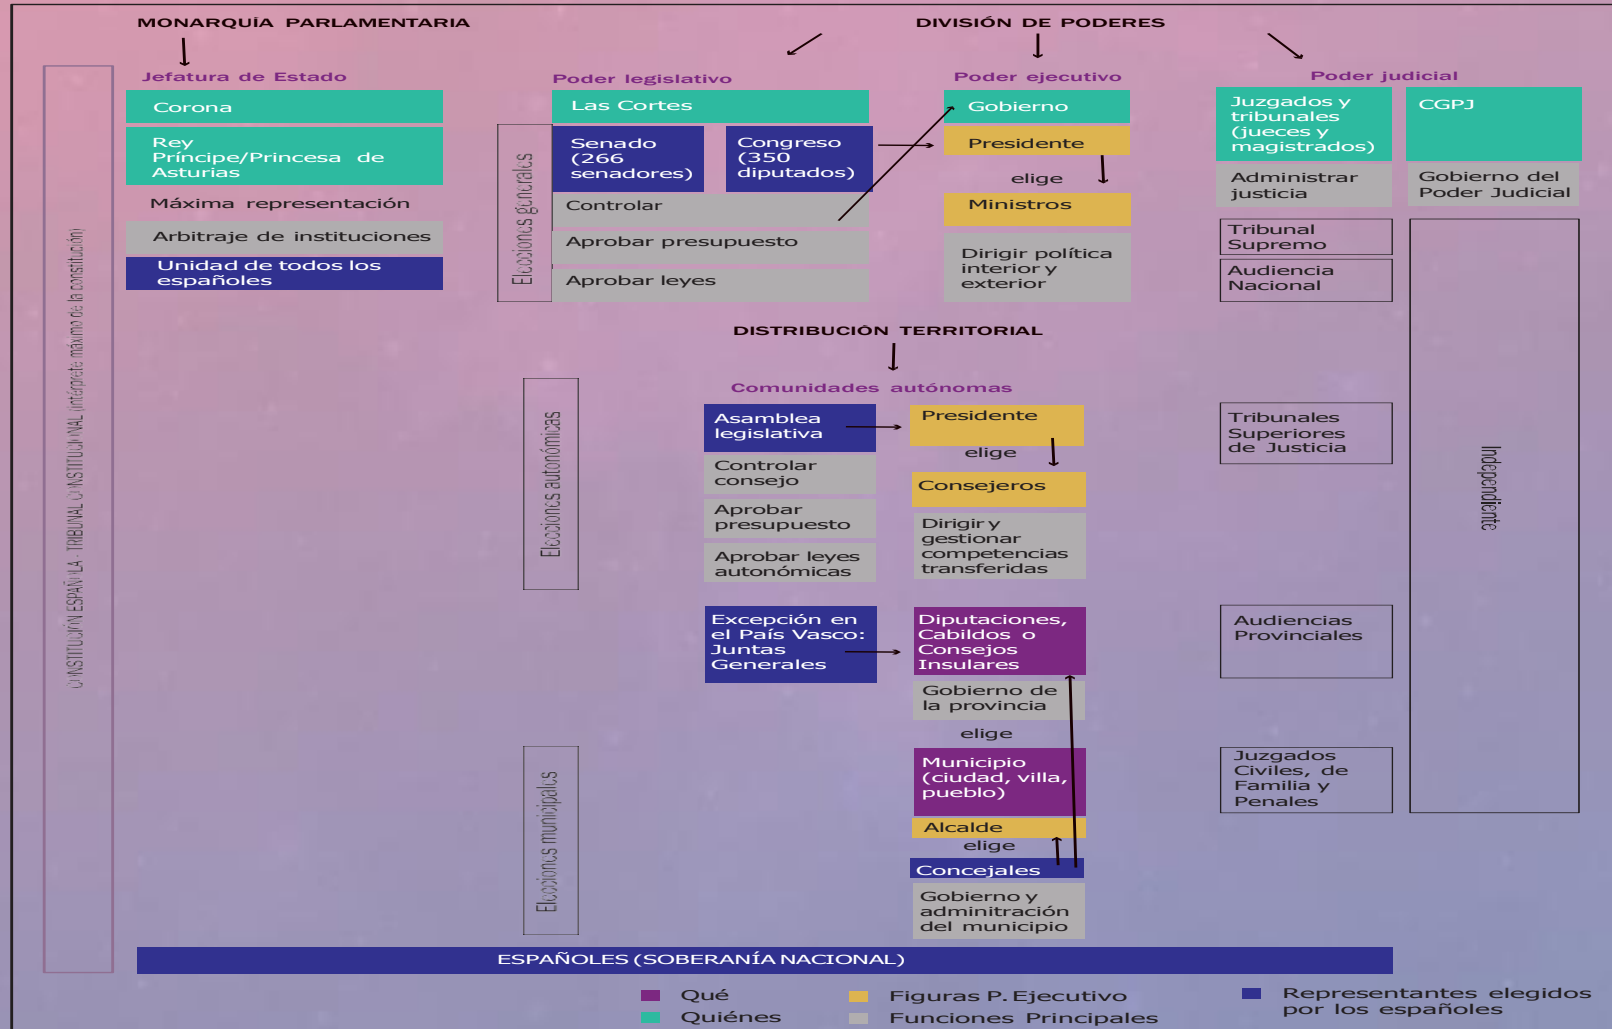 MONARQUÍA PARLAMENTARIA
DIVISIÓN DE PODERES
Jefatura de Estado
Poder legislativo
Poder ejecutivo
Poder judicial
Corona
Rey
Príncipe/Princesa de
Asturias
Máxima representación
Arbitraje de instituciones
Unidad de todos los
españoles
Elecciones generales
Las Cortes
Senado
(266
senadores)
Congreso
(350
diputados)
Controlar
Aprobar presupuesto
Aprobar leyes
Gobierno
Presidente
elige
Ministros
Dirigir política
interior y
exterior
Juzgados y
tribunales
(jueces y
magistrados)
Administrar
justicia
CGPJ
Gobierno del
Poder Judicial
Tribunal
Supremo
Audiencia
Nacional
CONSTITUCIÓN ESPAÑOLA - TRIBUNAL CONSTITUCIONAL (intérprete máximo de la constitución)
DISTRIBUCIÓN TERRITORIAL
Comunidades autónomas
Elecciones autonómicas
Asamblea
legislativa
Controlar
consejo
Aprobar
presupuesto
Aprobar leyes
autonómicas
Presidente
elige
Consejeros
Dirigir y
gestionar
competencias
transferidas
Tribunales
Superiores
de Justicia
Independiente
Excepción en
el País Vasco:
Juntas
Generales
Diputaciones,
Cabildos o
Consejos
Insulares
Gobierno de
la provincia
elige
Audiencias
Provinciales
Elecciones municipales
Municipio
(ciudad, villa,
pueblo)
Alcalde
elige
Concejales
Gobierno y
adminitración
del municipio
Juzgados
Civiles, de
Familia y
Penales
ESPAÑOLES (SOBERANÍA NACIONAL)
Qué
Quiénes
Figuras P. Ejecutivo
Funciones Principales
Representantes elegidos
por los españoles